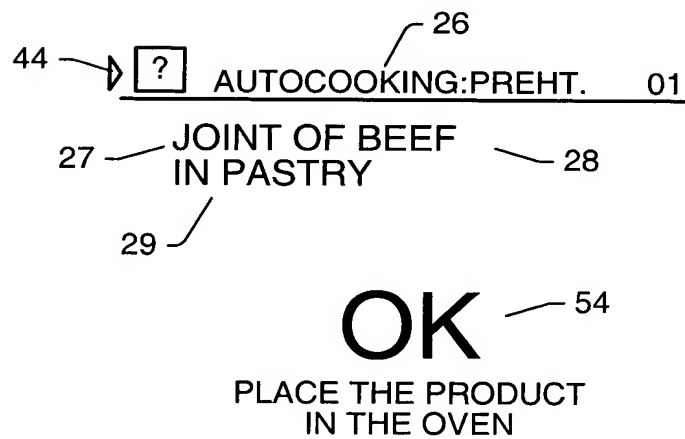 26
44 ? AUTOCOOKING:PREHT. 01
27 JOINT OF BEEF 28
IN PASTRY
29
OK 54
PLACE THE PRODUCT
IN THE OVEN